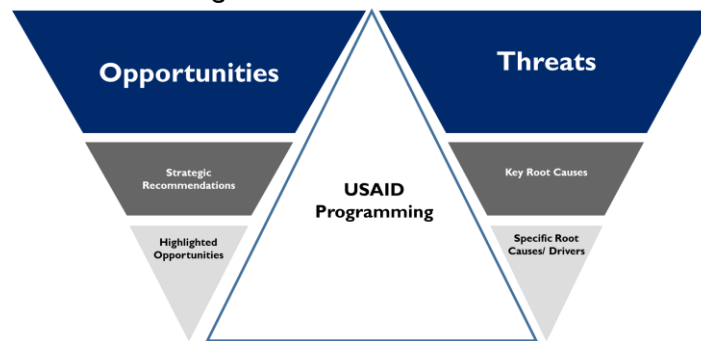 Opportunities
Threats
Strategic
Recommendations
Key Root Causes
USAID
Programming
Highlighted
Opportunities
Specific Root
Causes/ Drivers